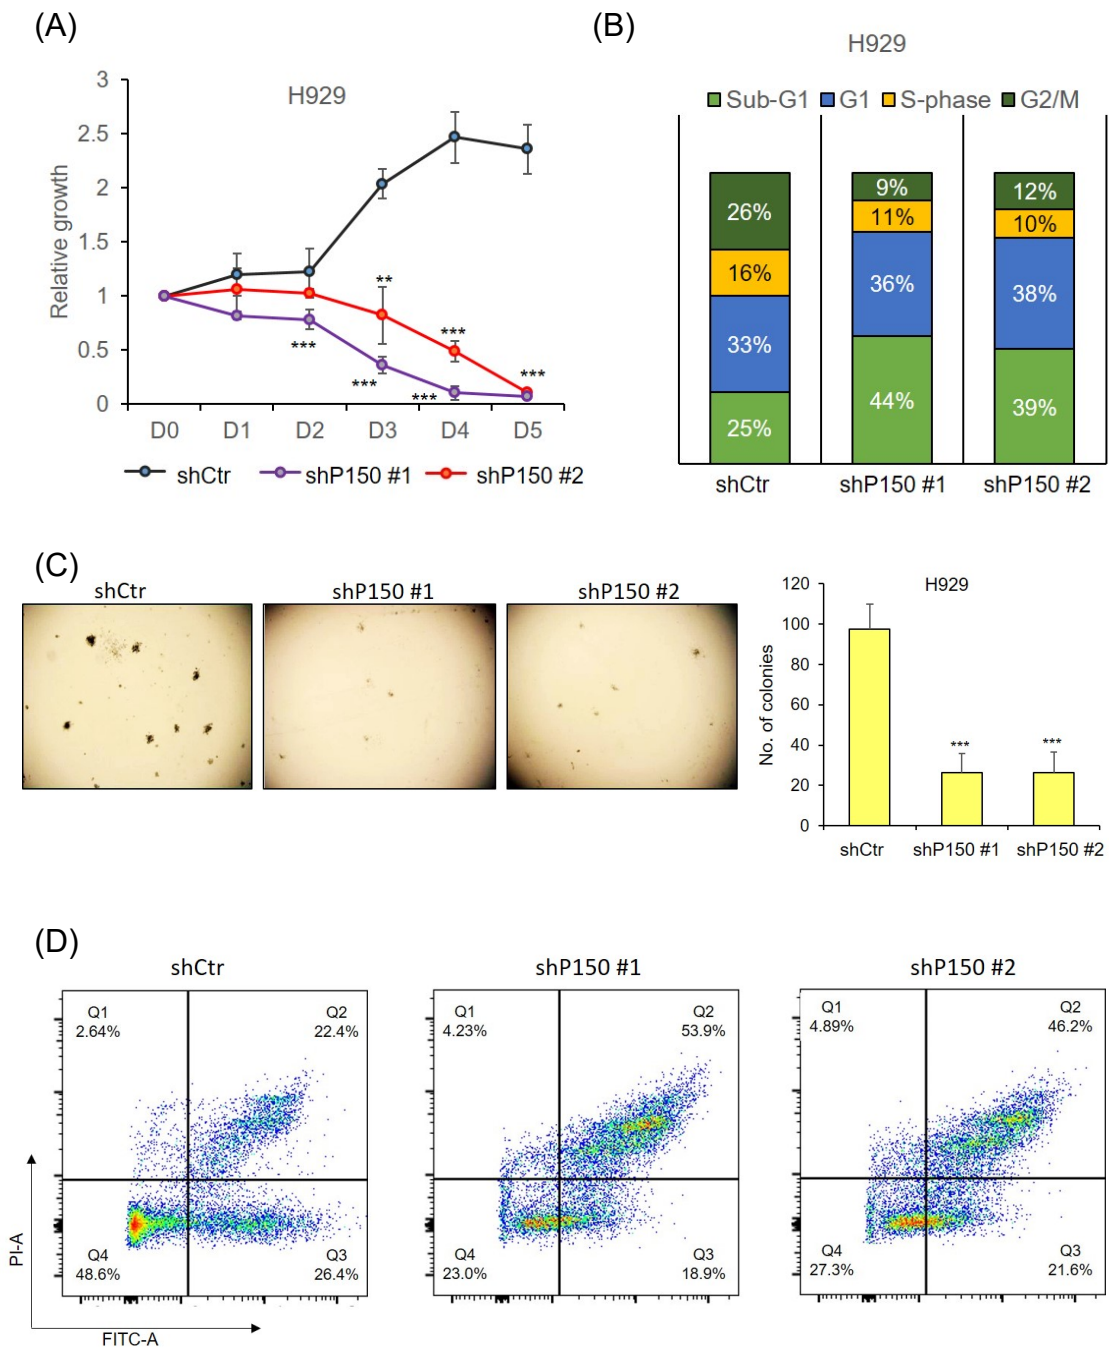 (A)
H929
3
2.5
2
1.5
1
0.5
0
Relative growth
**
***
***
***
***
***
D0 D1 D2 D3 D4 D5
shCtr shP150 #1 shP150 #2
(B)
H929
Sub-G1 G1 S-phase G2/M
26% 9% 12%
16% 11% 10%
33% 36% 38%
25% 44% 39%
shCtr shP150 #1 shP150 #2
(C)
shCtr shP150 #1 shP150 #2
H929
120
100
80
60
40
20
0
No. of colonies
*** ***
shCtr shP150 #1 shP150 #2
(D)
shCtr
Q1
2.64%
Q2
22.4%
Q4
48.6%
Q3
26.4%
shP150 #1
Q1
4.23%
Q2
53.9%
Q4
23.0%
Q3
18.9%
shP150 #2
Q1
4.89%
Q2
46.2%
Q4
27.3%
Q3
21.6%
PI-A
FITC-A